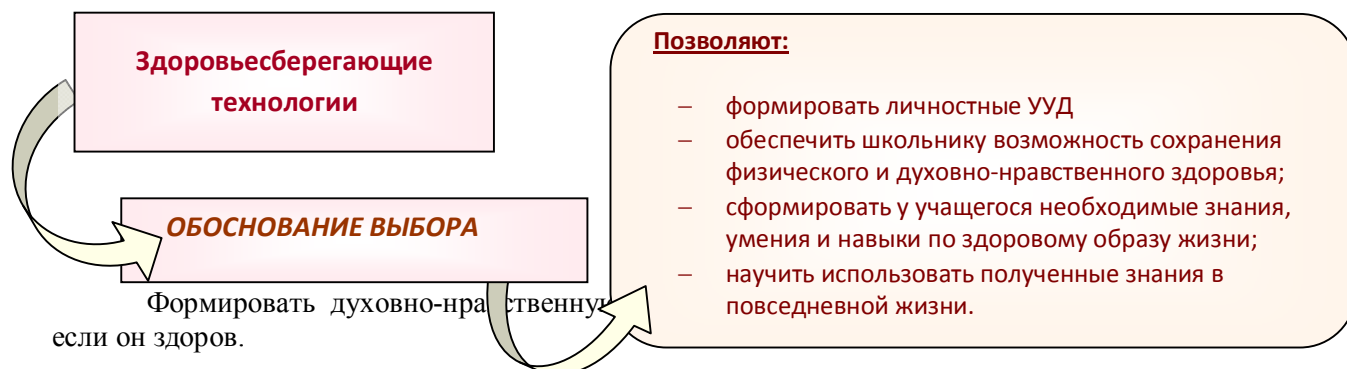 Здоровьесберегающие
технологии
ОБОСНОВАНИЕ ВЫБОРА
Формировать духовно-нра ственну
если он здоров.
Позволяют:
– формировать личностные УУД
– обеспечить школьнику возможность сохранения
физического и духовно-нравственного здоровья;
– сформировать у учащегося необходимые знания,
умения и навыки по здоровому образу жизни;
– научить использовать полученные знания в
повседневной жизни.